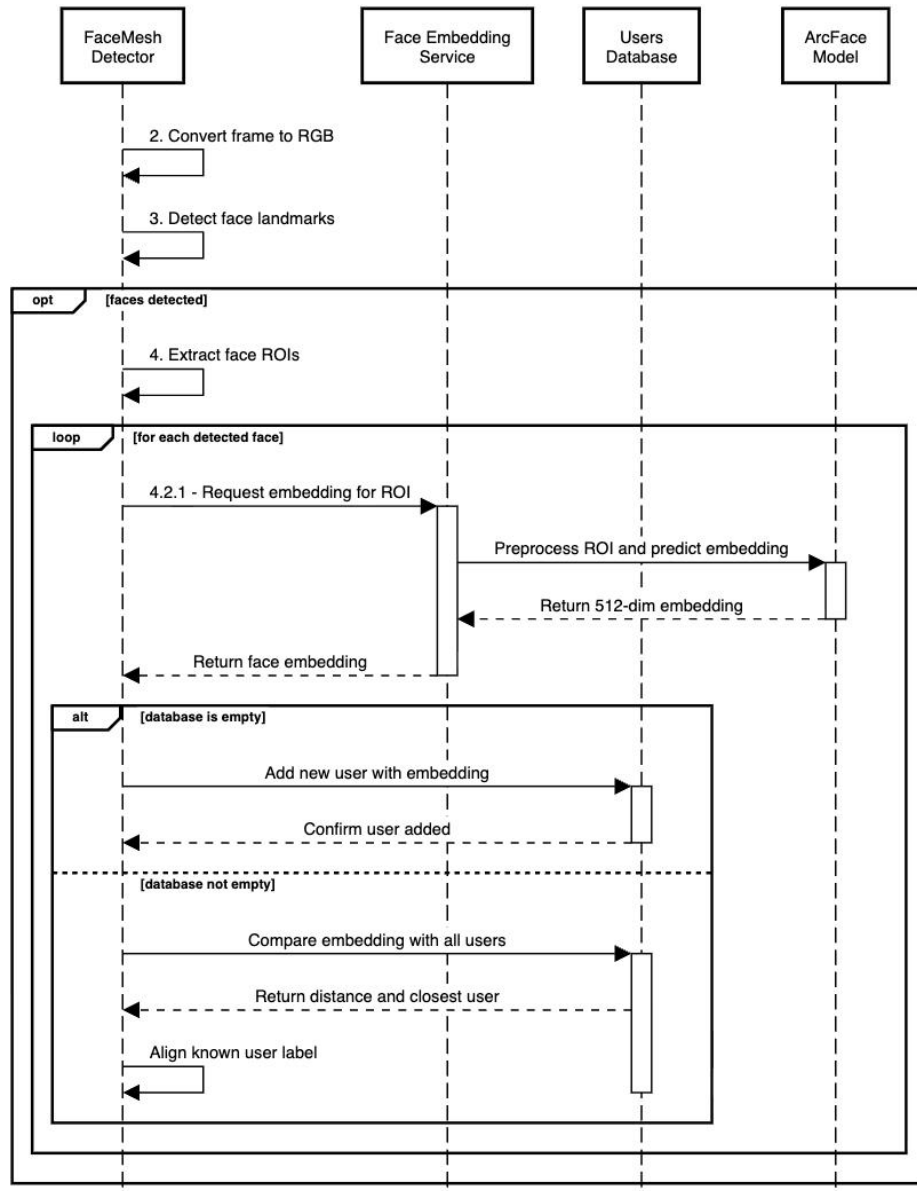 FaceMesh
Detector
Face Embedding
Service
Users
Database
ArcFace
Model
2. Convert frame to RGB
3. Detect face landmarks
opt
[faces detected]
4. Extract face ROIs
loop
[for each detected face]
4.2.1 - Request embedding for ROI
Preprocess ROI and predict embedding
Return 512-dim embedding
Return face embedding
alt
[database is empty]
Add new user with embedding
Confirm user added
[database not empty]
Compare embedding with all users
Return distance and closest user
Align known user label